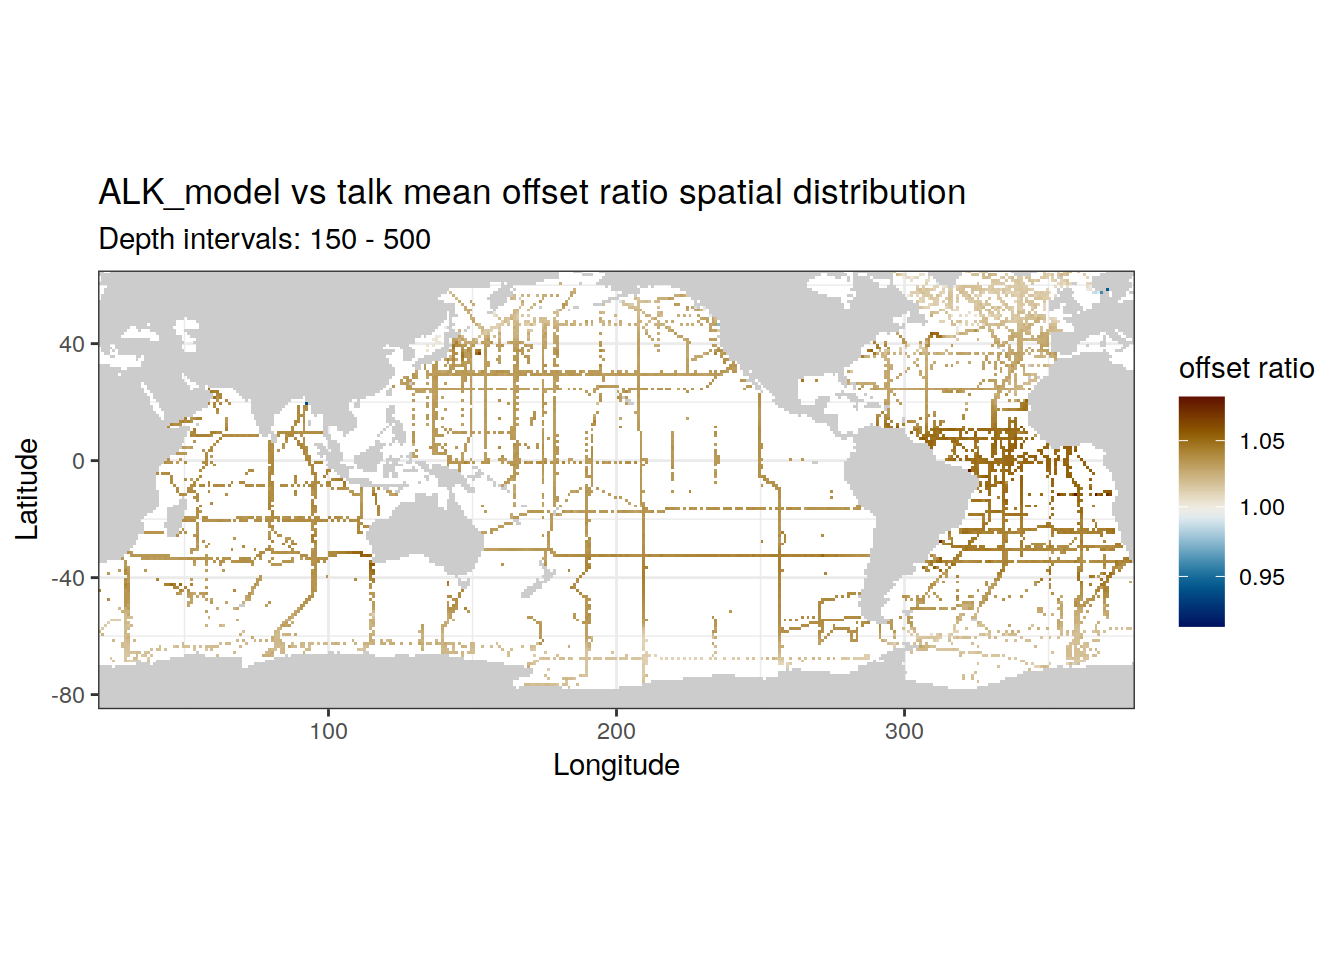 ALK_model vs talk mean offset ratio spatial distribution
Depth intervals: 150 - 500
40
0
-40
-80
Latitude
100
200
300
Longitude
offset ratio
1.05
1.00
0.95